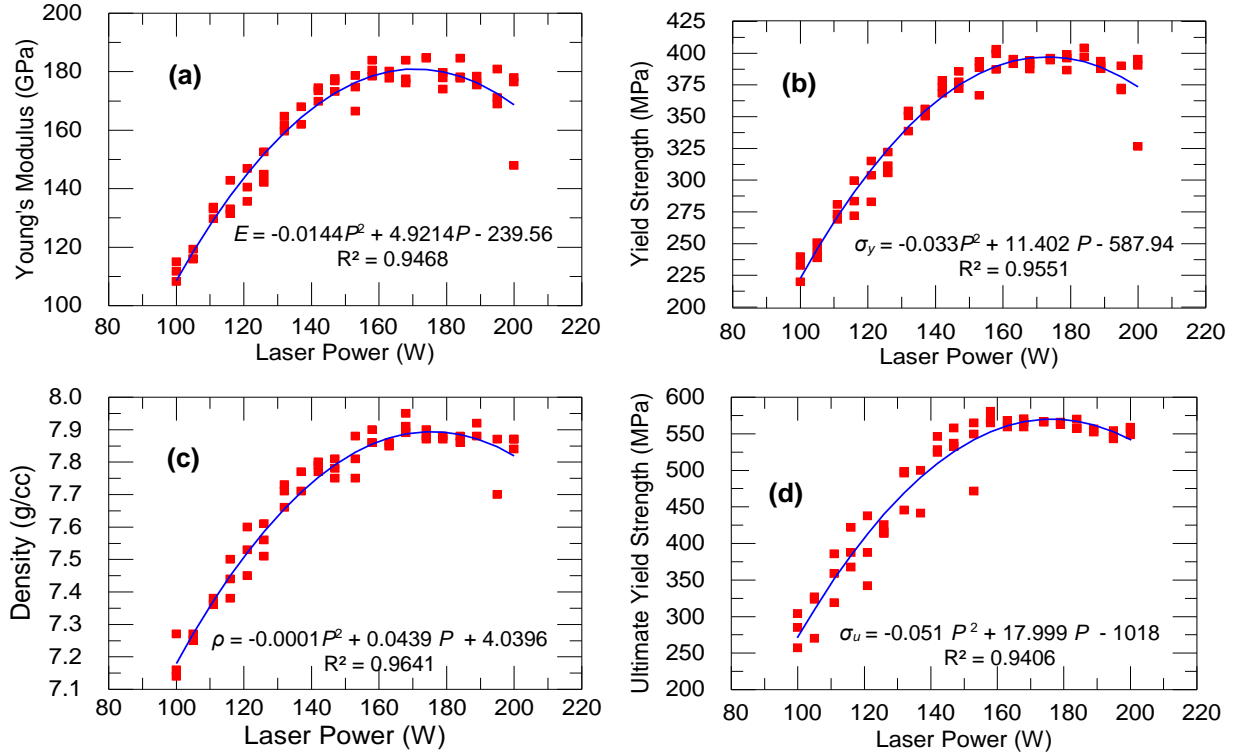 (a)
Young's Modulus (GPa)
200
180
160
140
120
100
E = -0.0144P² + 4.9214P - 239.56
R² = 0.9468
80 100 120 140 160 180 200 220
Laser Power (W)
(b)
Yield Strength (MPa)
425
400
375
350
325
300
275
250
225
200
σy = -0.033P² + 11.402 P - 587.94
R² = 0.9551
80 100 120 140 160 180 200 220
Laser Power (W)
(c)
Density (g/cc)
8.0
7.9
7.8
7.7
7.6
7.5
7.4
7.3
7.2
7.1
ρ = -0.0001P² + 0.0439 P + 4.0396
R² = 0.9641
80 100 120 140 160 180 200 220
Laser Power (W)
(d)
Ultimate Yield Strength (MPa)
600
550
500
450
400
350
300
250
200
σu = -0.051 P² + 17.999 P - 1018
R² = 0.9406
80 100 120 140 160 180 200 220
Laser Power (W)